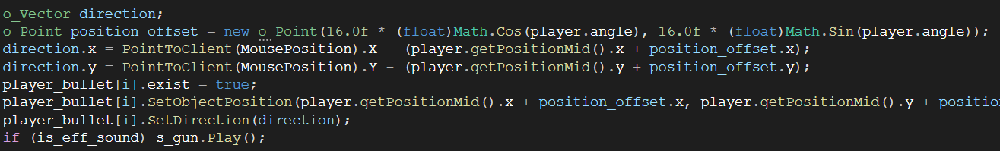 o_Vector direction;
o_Point position_offset = new o_Point(16.0f * (float)Math.Cos(player.angle), 16.0f * (float)Math.Sin(player.angle));
direction.x = PointToClient(MousePosition).X - (player.getPositionMid().x + position_offset.x);
direction.y = PointToClient(MousePosition).Y - (player.getPositionMid().y + position_offset.y);
player_bullet[i].exist = true;
player_bullet[i].SetObjectPosition(player.getPositionMid().x + position_offset.x, player.getPositionMid().y + positio
player_bullet[i].SetDirection(direction);
if (is_eff_sound) s_gun.Play();